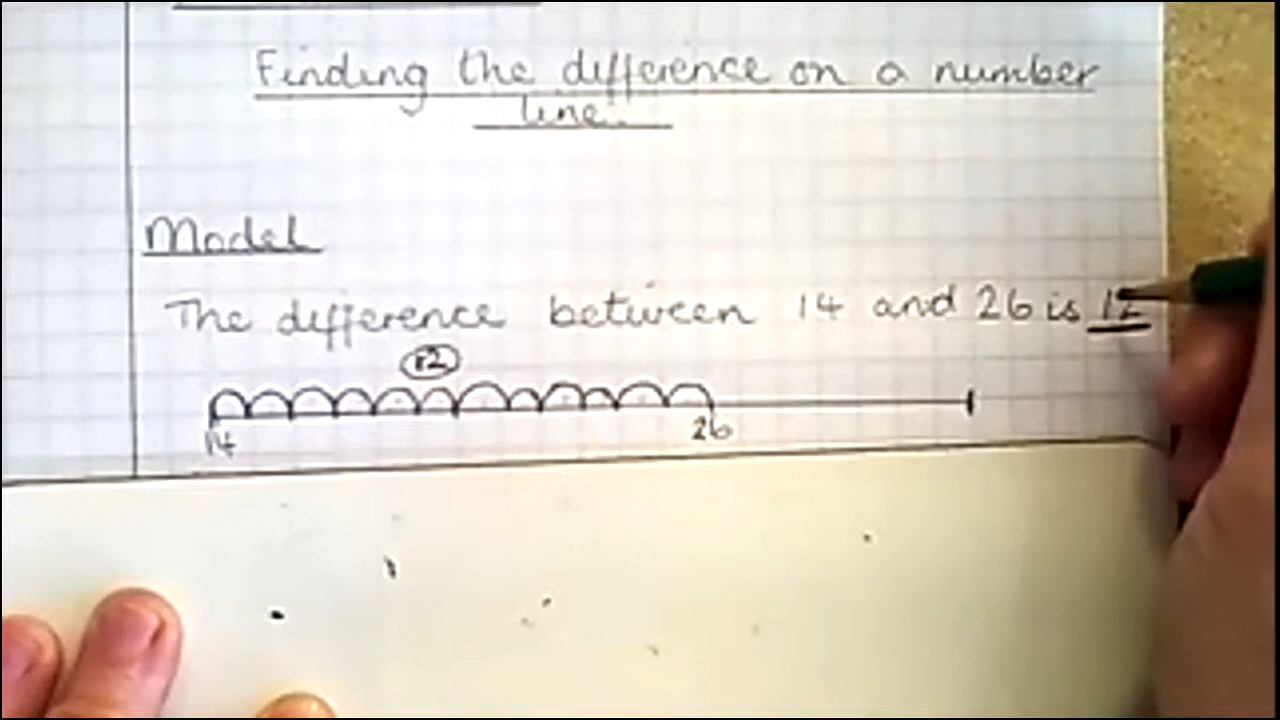 Finding the difference on a number
line.
Model
The difference between 14 and 26 is 12
12
14 26